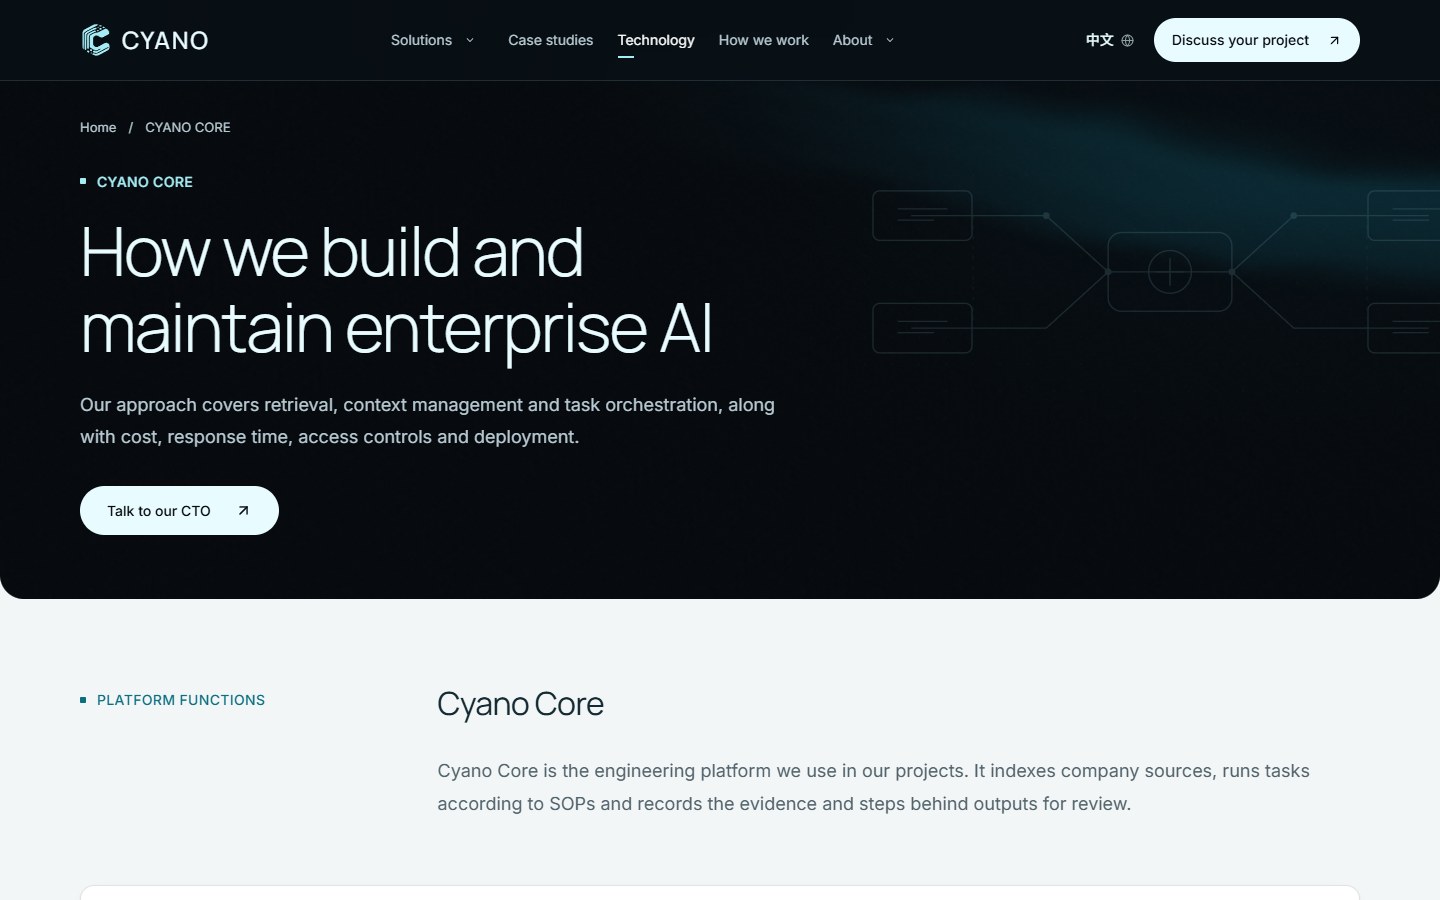 CYANO
Solutions
Case studies
Technology
How we work
About
中文
Discuss your project
Home / CYANO CORE
CYANO CORE
How we build and
maintain enterprise AI
Our approach covers retrieval, context management and task orchestration, along
with cost, response time, access controls and deployment.
Talk to our CTO
PLATFORM FUNCTIONS
Cyano Core
Cyano Core is the engineering platform we use in our projects. It indexes company sources, runs tasks
according to SOPs and records the evidence and steps behind outputs for review.